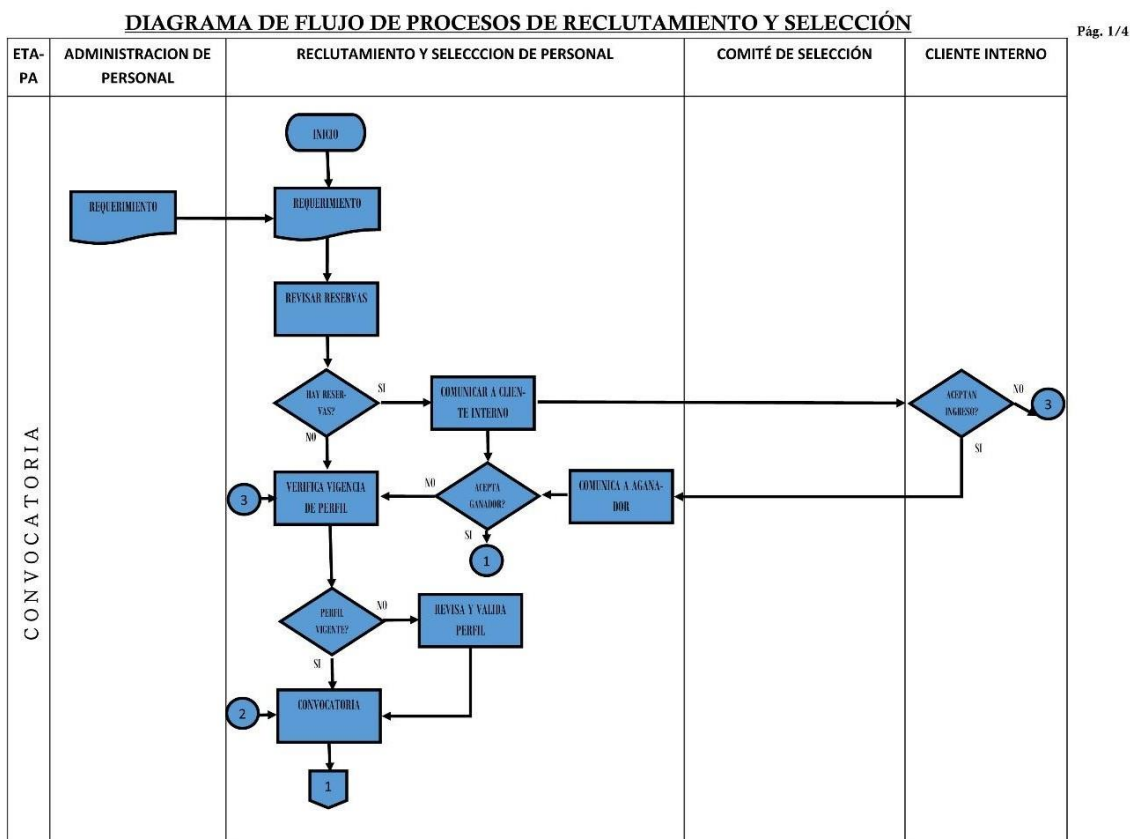 DIAGRAMA DE FLUJO DE PROCESOS DE RECLUTAMIENTO Y SELECCIÓN
Pág. 1/4
ETA-
PA
ADMINISTRACION DE
PERSONAL
RECLUTAMIENTO Y SELECCCION DE PERSONAL
COMITÉ DE SELECCIÓN
CLIENTE INTERNO
CONVOCATORIA
INICIO
REQUERIMIENTO
REQUERIMIENTO
REVISAR RESERVAS
HAY RESER-
VAS?
SI
NO
COMUNICAR A CLIEN-
TE INTERNO
ACEPTAN
INGRESO?
NO
3
SI
3
VERIFICA VIGENCIA
DE PERFIL
NO
ACEPTA
GANADOR?
COMUNICA A AGANA-
DOR
SI
1
PERFIL
VIGENTE?
NO
REVISA Y VALIDA
PERFIL
SI
2
CONVOCATORIA
1